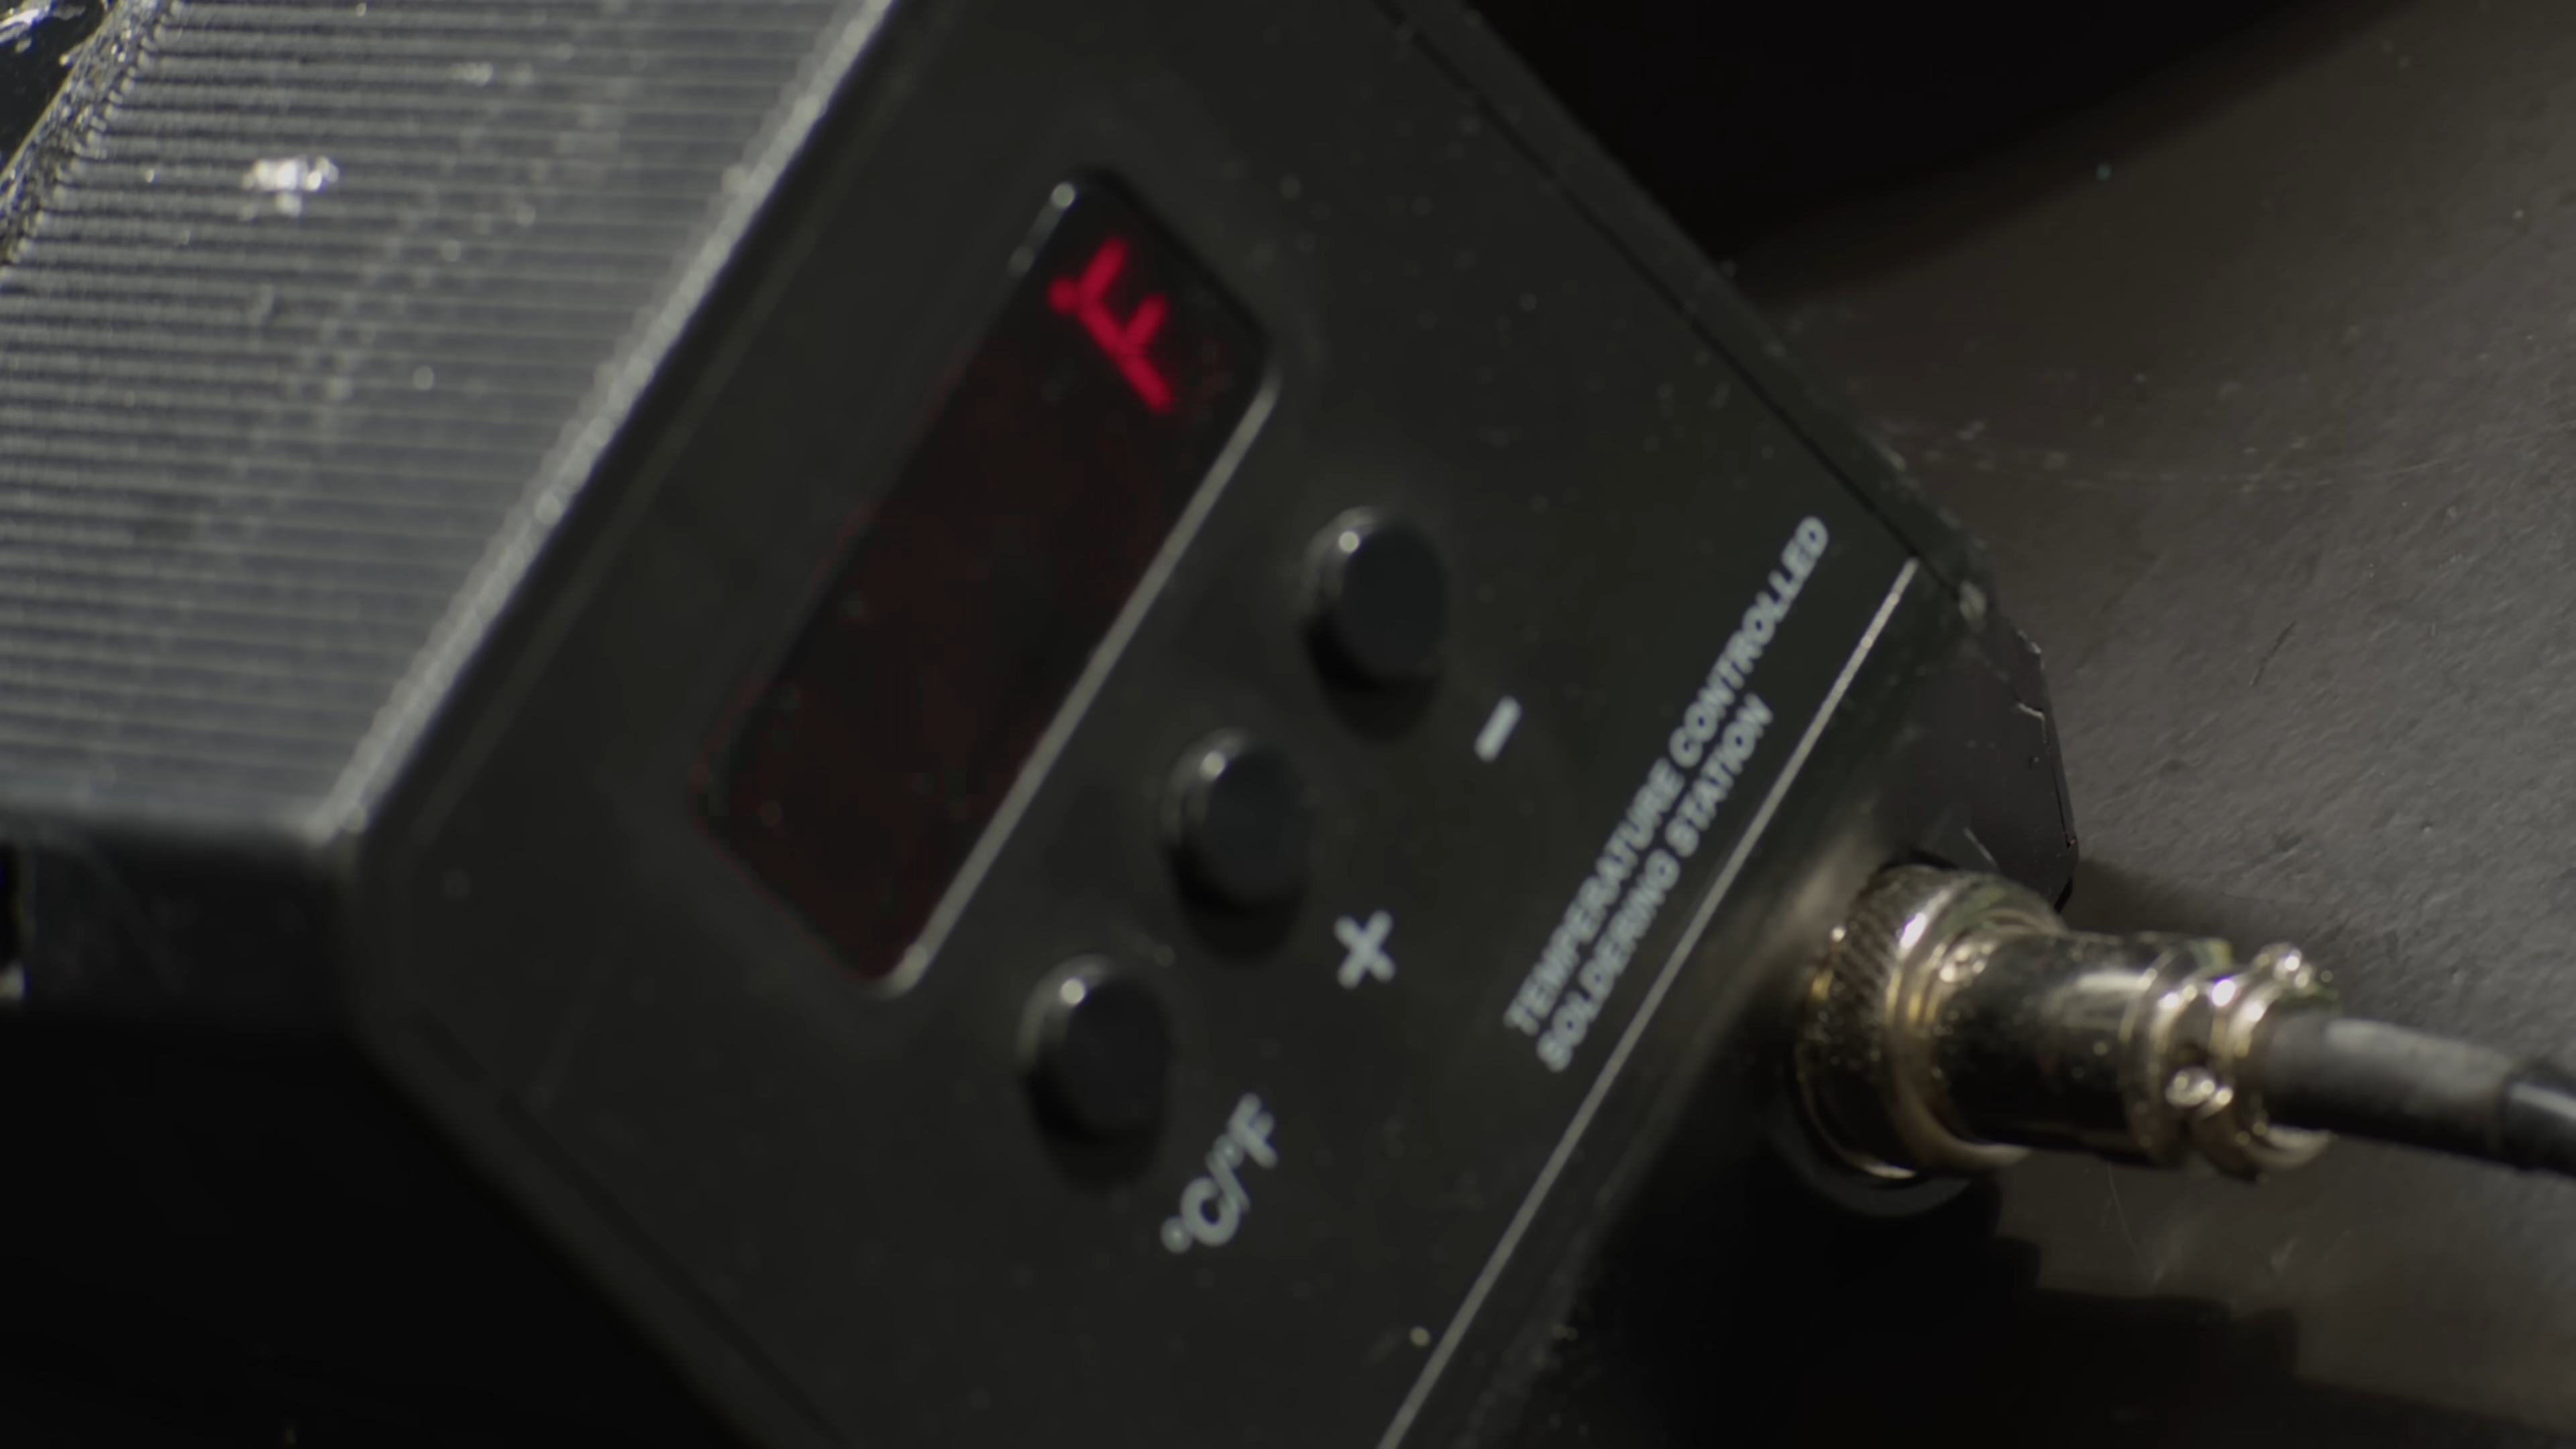 °F
-
+
°C/°F
TEMPERATURE CONTROLLED
SOLDERING STATION